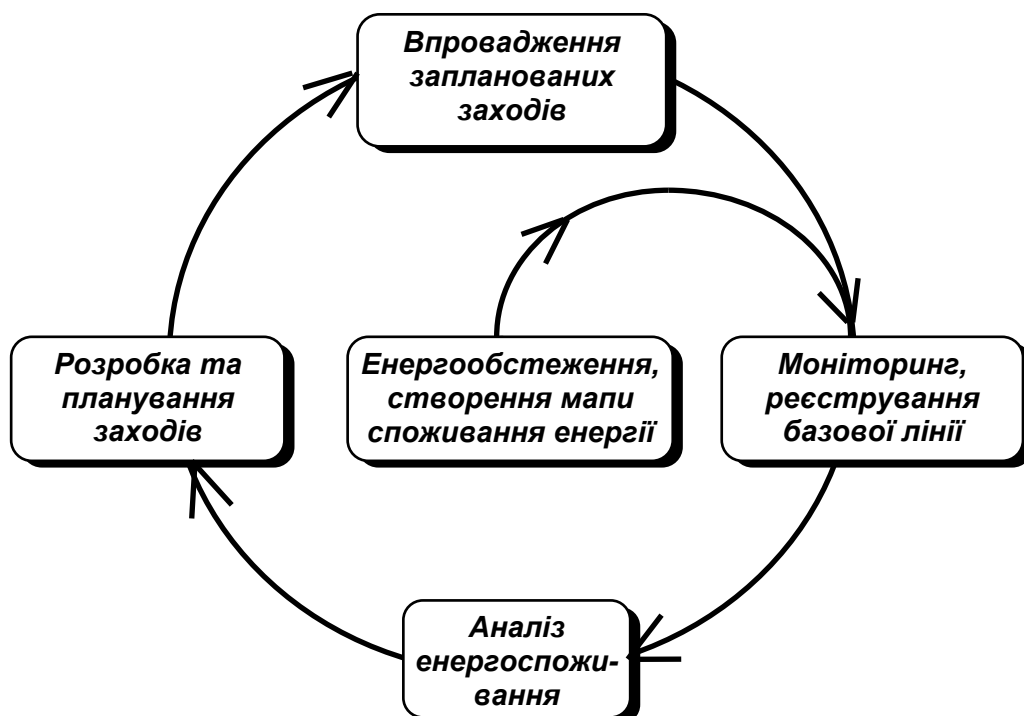 Впровадження
запланованих
заходів
Розробка та
планування
заходів
Енергообстеження,
створення мапи
споживання енергії
Моніторинг,
реєстрування
базової лінії
Аналіз
енергоспожи-
вання